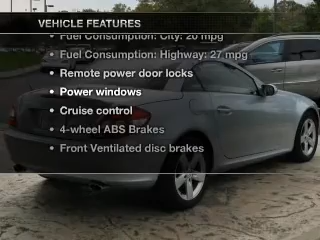 VEHICLE FEATURES
• Fuel Consumption: City: 20 mpg
• Fuel Consumption: Highway: 27 mpg
• Remote power door locks
• Power windows
• Cruise control
• 4-wheel ABS Brakes
• Front Ventilated disc brakes